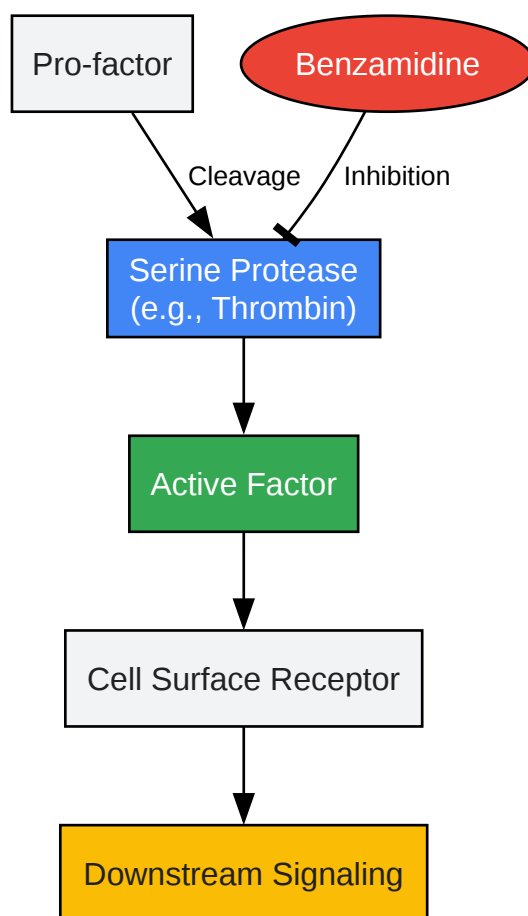 Pro-factor
Benzamidine
Cleavage
Inhibition
Serine Protease
(e.g., Thrombin)
Active Factor
Cell Surface Receptor
Downstream Signaling